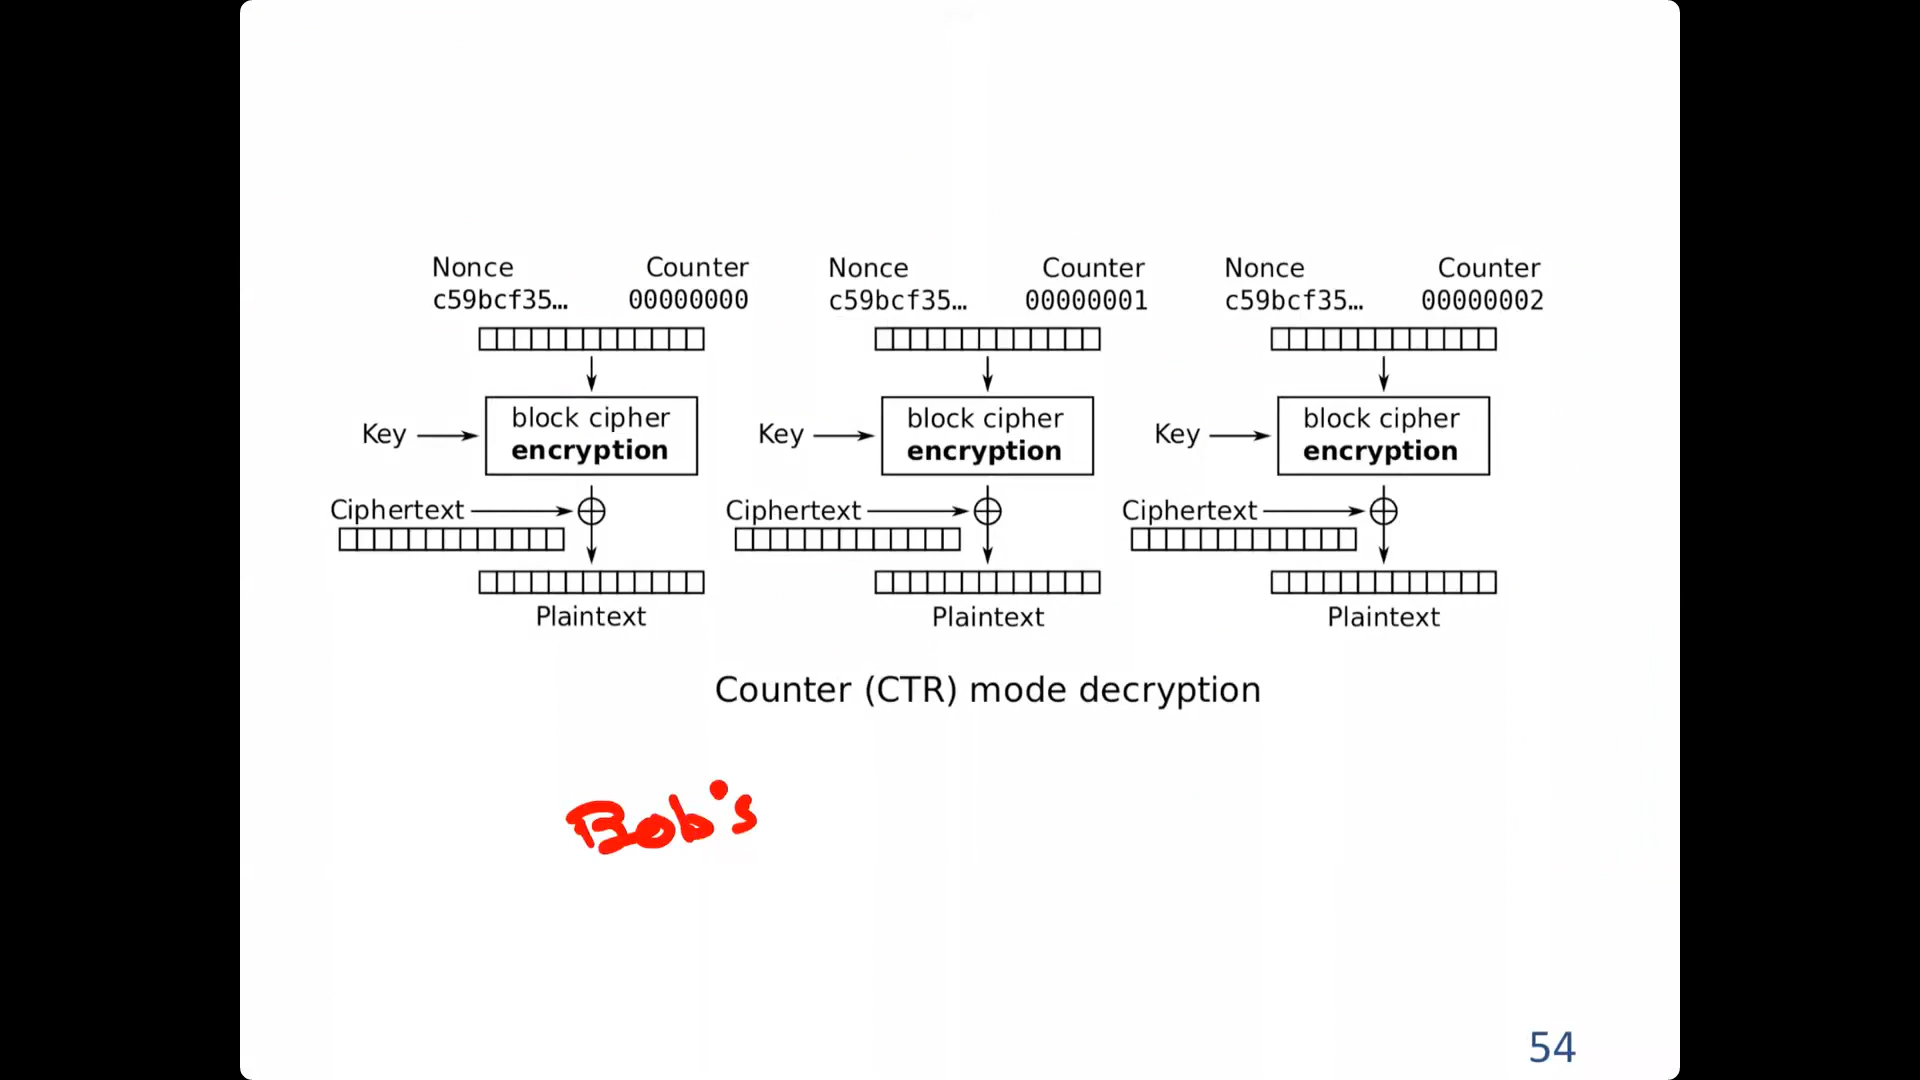 Nonce Counter Nonce Counter Nonce Counter
c59bcf35… 00000000 c59bcf35… 00000001 c59bcf35… 00000002
block cipher block cipher block cipher
Key Key Key
encryption encryption encryption
Ciphertext Ciphertext Ciphertext
Plaintext Plaintext Plaintext
Counter (CTR) mode decryption
Bob's
54